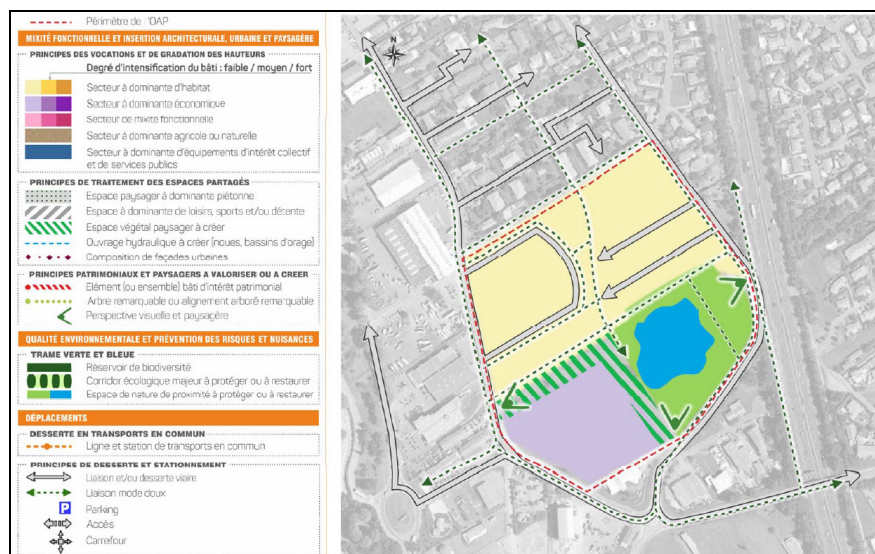 Périmètre de l'OAP
MIXITÉ FONCTIONNELLE ET INSERTION ARCHITECTURALE, URBAINE ET PAYSAGÈRE
PRINCIPES DES VOCATIONS ET DE GRADATION DES HAUTEURS
Degré d'intensification du bâti : faible / moyen / fort
Secteur à dominante d'habitat
Secteur à dominante économique
Secteur de mixité fonctionnelle
Secteur à dominante agricole ou naturelle
Secteur à dominante d'équipements d'intérêt collectif
et de services publics
PRINCIPES DE TRAITEMENT DES ESPACES PARTAGÉS
Espace paysager à dominante piétonne
Espace à dominante de loisirs, sports et/ou détente
Espace végétal paysager à créer
Ouvrage hydraulique à créer (noues, bassins d'orage)
Composition de façades urbaines
PRINCIPES PATRIMONIAUX ET PAYSAGERS A VALORISER OU A CREER
Elément (ou ensemble) bâti d'intérêt patrimonial
Arbre remarquable ou alignement arboré remarquable
Perspective visuelle et paysagère
QUALITÉ ENVIRONNEMENTALE ET PRÉVENTION DES RISQUES ET NUISANCES
TRAME VERTE ET BLEUE
Réservoir de biodiversité
Corridor écologique majeur à protéger ou à restaurer
Espace de nature de proximité à protéger ou à restaurer
DÉPLACEMENTS
DESSERTE EN TRANSPORTS EN COMMUN
Ligne et station de transports en commun
PRINCIPES DE DESSERTE ET STATIONNEMENT
Liaison et/ou desserte viaire
Liaison mode doux
P Parking
Accès
Carrefour
N